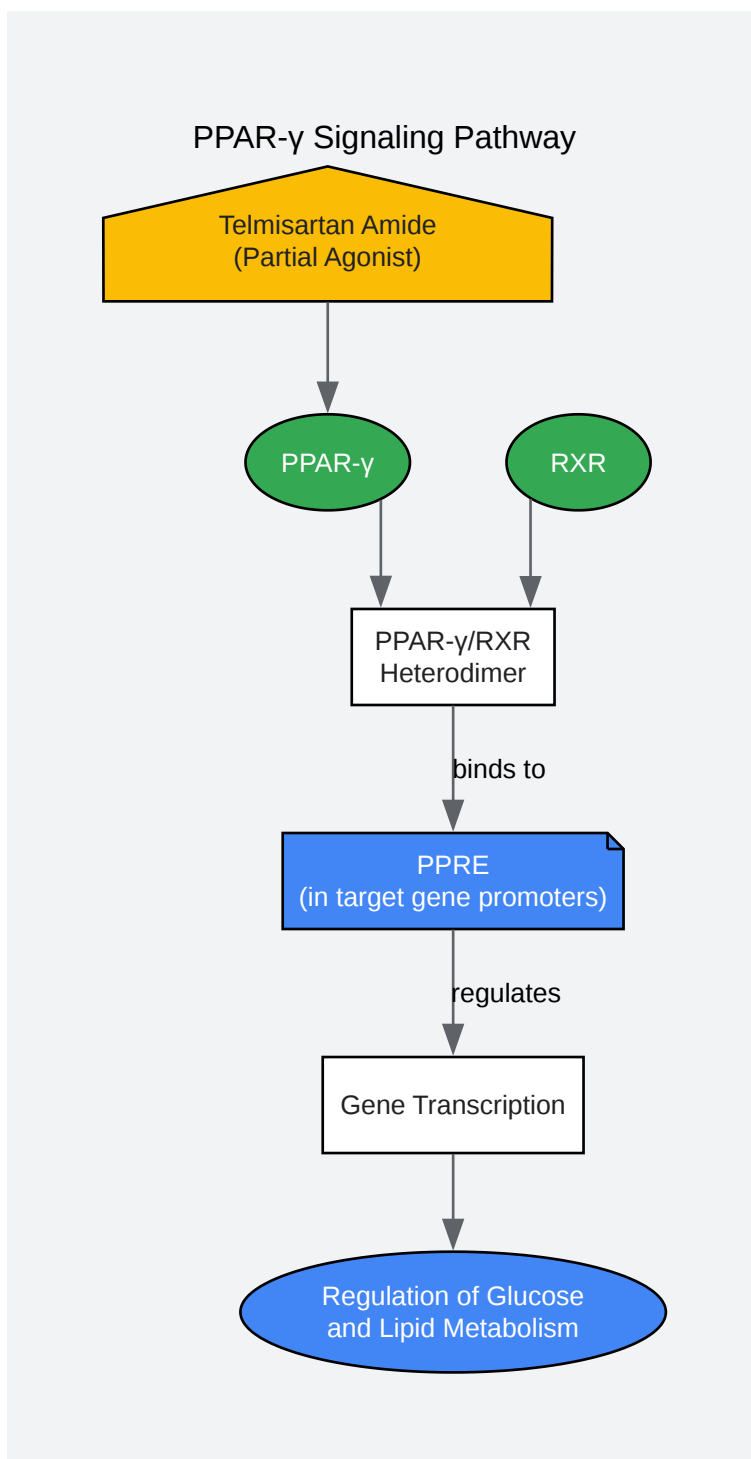 PPAR-γ Signaling Pathway
Telmisartan Amide
(Partial Agonist)
PPAR-γ
RXR
PPAR-γ/RXR
Heterodimer
binds to
PPRE
(in target gene promoters)
regulates
Gene Transcription
Regulation of Glucose
and Lipid Metabolism